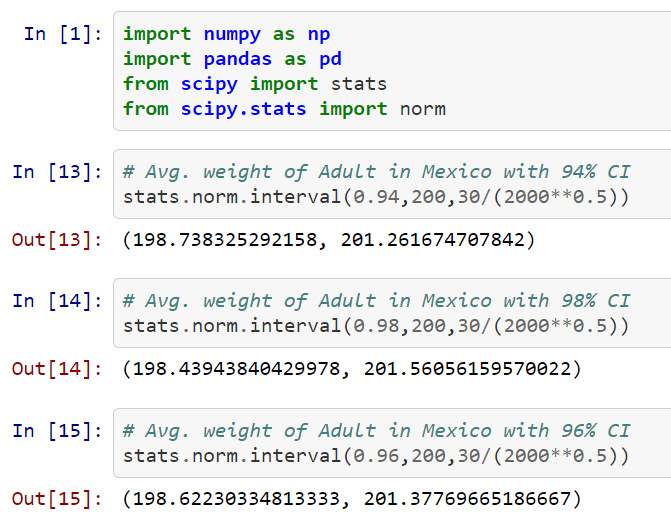 In [1]: import numpy as np
import pandas as pd
from scipy import stats
from scipy.stats import norm
In [13]: # Avg. weight of Adult in Mexico with 94% CI
stats.norm.interval(0.94,200,30/(2000**0.5))
Out[13]: (198.738325292158, 201.261674707842)
In [14]: # Avg. weight of Adult in Mexico with 98% CI
stats.norm.interval(0.98,200,30/(2000**0.5))
Out[14]: (198.43943840429978, 201.56056159570022)
In [15]: # Avg. weight of Adult in Mexico with 96% CI
stats.norm.interval(0.96,200,30/(2000**0.5))
Out[15]: (198.62230334813333, 201.37769665186667)